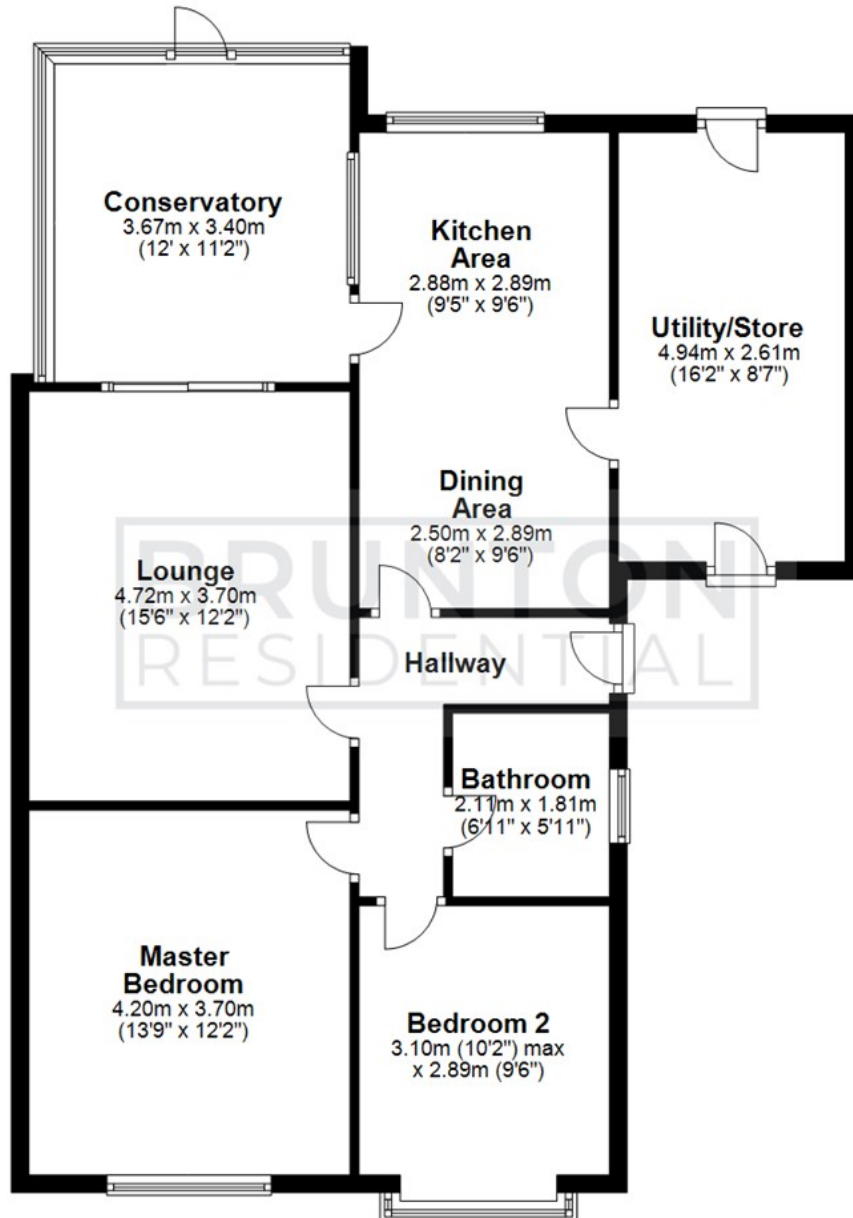 Conservatory
3.67m x 3.40m
(12' x 11'2")
Kitchen
Area
2.88m x 2.89m
(9'5" x 9'6")
Utility/Store
4.94m x 2.61m
(16'2" x 8'7")
Dining
Area
2.50m x 2.89m
(8'2" x 9'6")
Lounge
4.72m x 3.70m
(15'6" x 12'2")
BRUNTON
RESIDENTIAL
Hallway
Bathroom
2.11m x 1.81m
(6'11" x 5'11")
Master
Bedroom
4.20m x 3.70m
(13'9" x 12'2")
Bedroom 2
3.10m (10'2") max
x 2.89m (9'6")